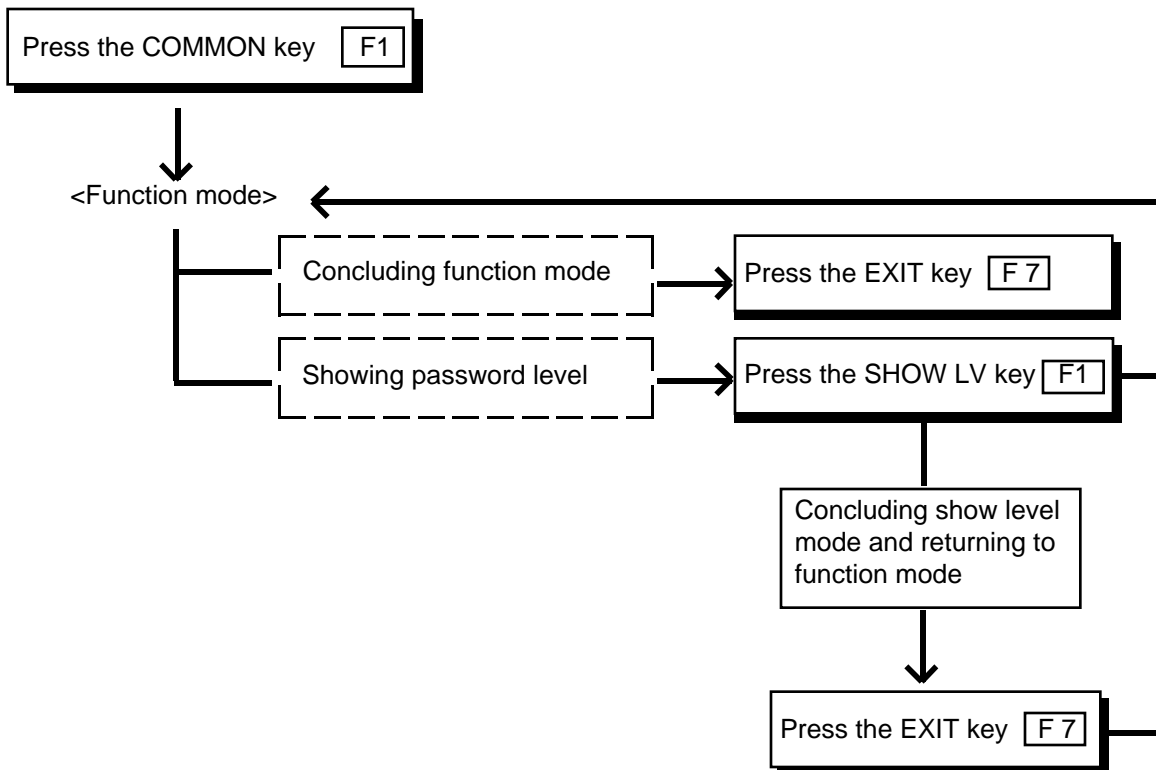 Press the COMMON key F1
<Function mode>
Concluding function mode
Press the EXIT key F 7
Showing password level
Press the SHOW LV key F1
Concluding show level
mode and returning to
function mode
Press the EXIT key F 7